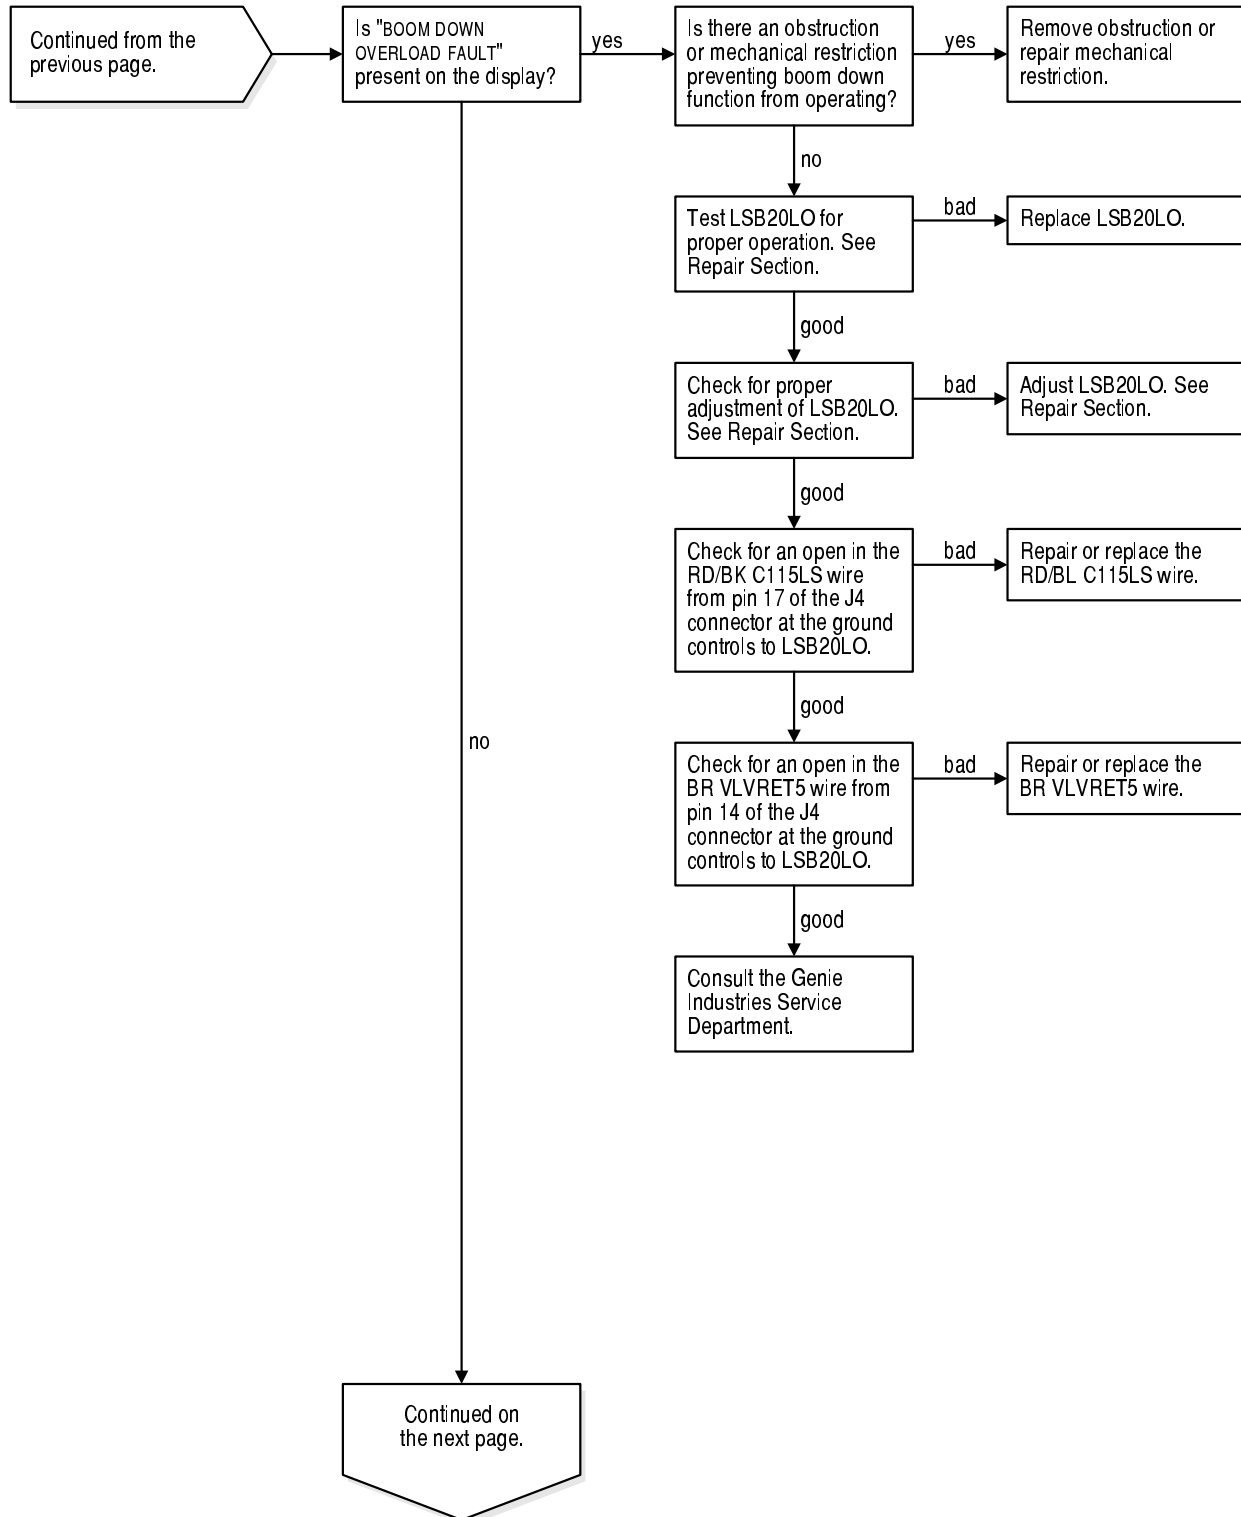 Continued from the
previous page.
Is "BOOM DOWN
OVERLOAD FAULT"
present on the display?
yes
Is there an obstruction
or mechanical restriction
preventing boom down
function from operating?
yes
Remove obstruction or
repair mechanical
restriction.
no
Test LSB20LO for
proper operation. See
Repair Section.
bad
Replace LSB20LO.
good
Check for proper
adjustment of LSB20LO.
See Repair Section.
bad
Adjust LSB20LO. See
Repair Section.
good
Check for an open in the
RD/BK C115LS wire
from pin 17 of the J4
connector at the ground
controls to LSB20LO.
bad
Repair or replace the
RD/BL C115LS wire.
good
no
Check for an open in the
BR VLVRET5 wire from
pin 14 of the J4
connector at the ground
controls to LSB20LO.
bad
Repair or replace the
BR VLVRET5 wire.
good
Consult the Genie
Industries Service
Department.
Continued on
the next page.